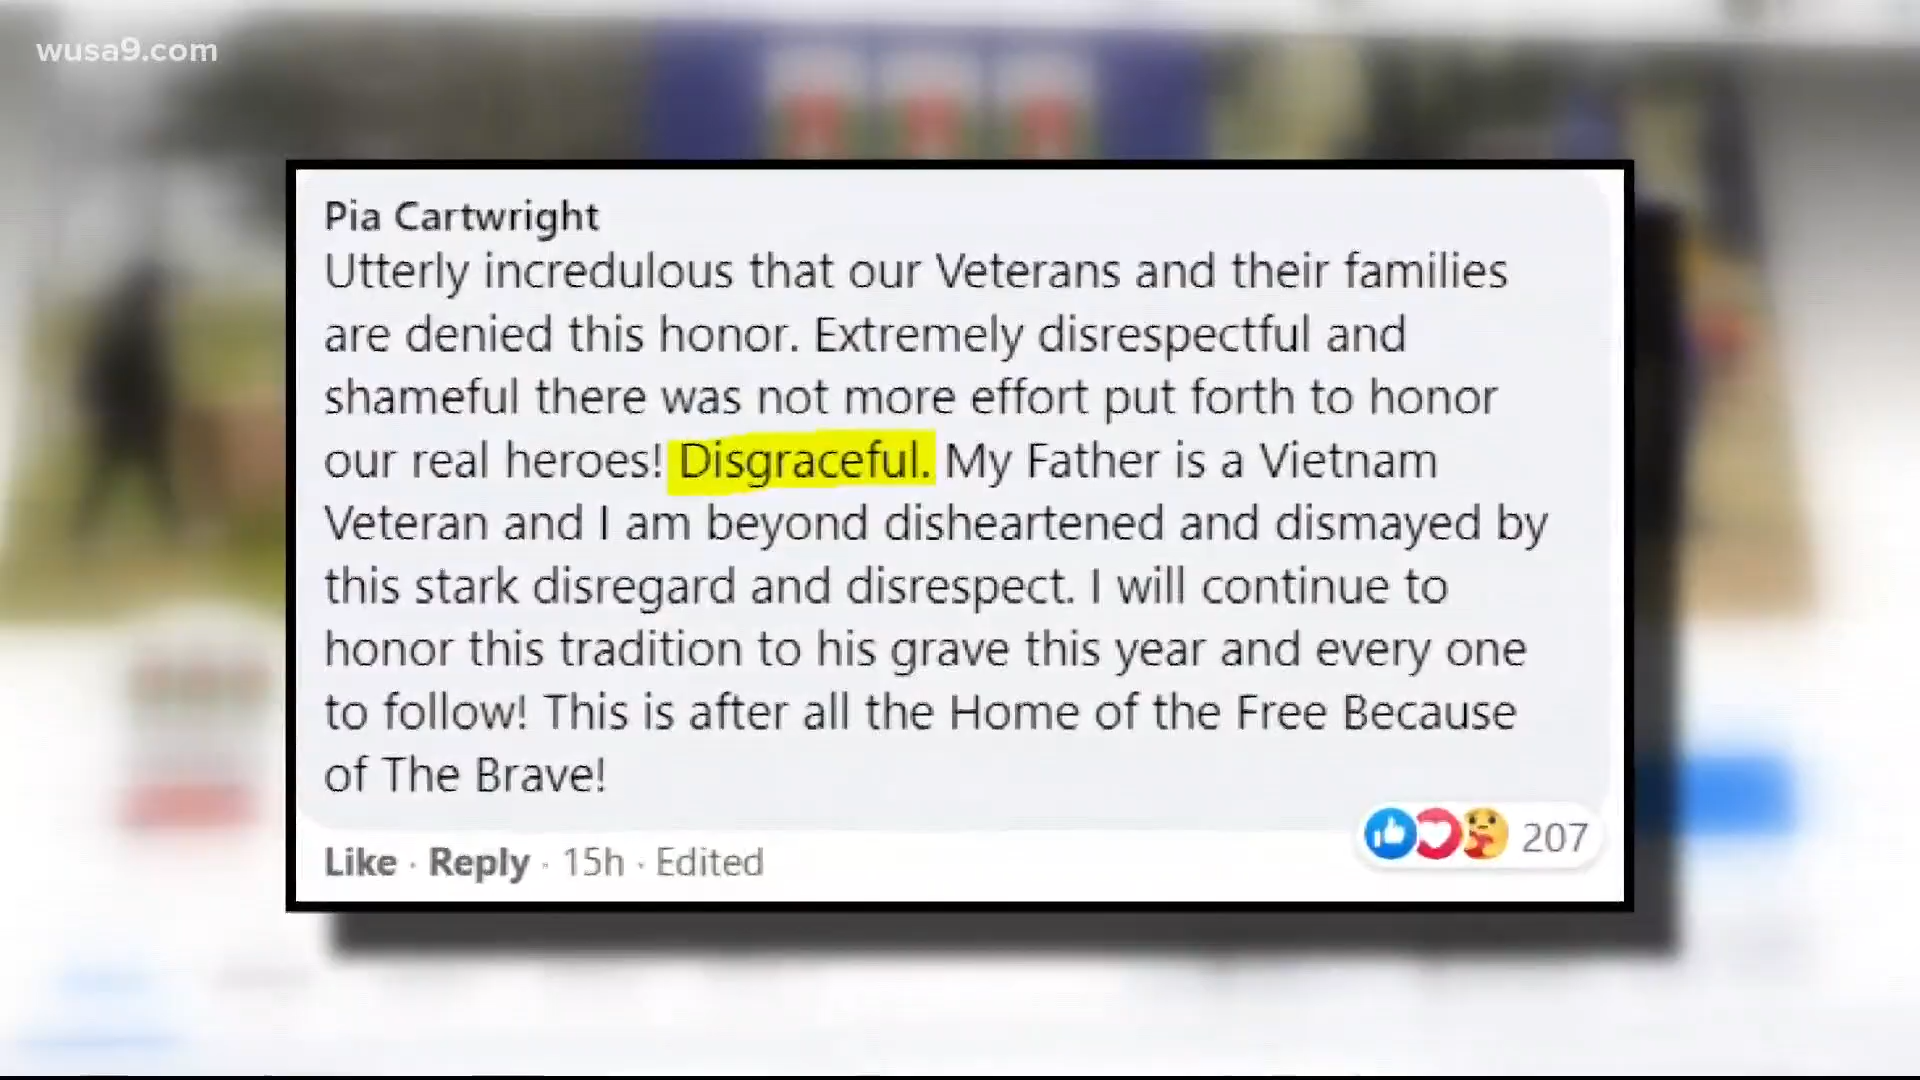 wusa9.com
Pia Cartwright
Utterly incredulous that our Veterans and their families
are denied this honor. Extremely disrespectful and
shameful there was not more effort put forth to honor
our real heroes! Disgraceful. My Father is a Vietnam
Veteran and I am beyond disheartened and dismayed by
this stark disregard and disrespect. I will continue to
honor this tradition to his grave this year and every one
to follow! This is after all the Home of the Free Because
of The Brave!
207
Like · Reply · 15h · Edited